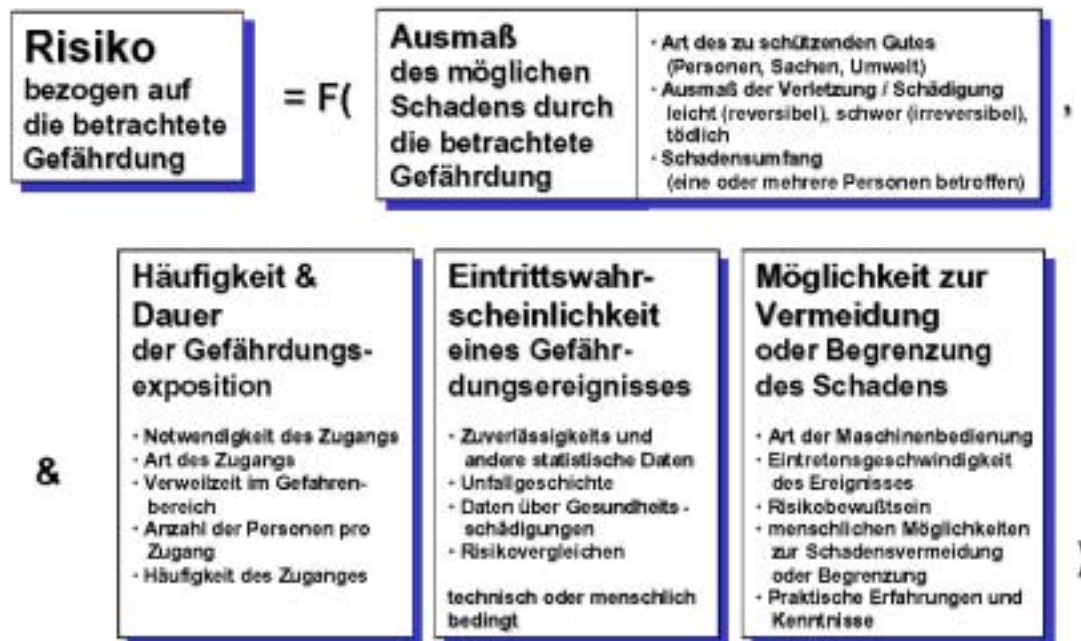 Risiko
bezogen auf
die betrachtete
Gefährdung
= F(
Ausmaß
des möglichen
Schadens durch
die betrachtete
Gefährdung
· Art des zu schützenden Gutes
(Personen, Sachen, Umwelt)
· Ausmaß der Verletzung / Schädigung
leicht (reversibel), schwer (irreversibel),
tödlich
· Schadensumfang
(eine oder mehrere Personen betroffen)
,
&
Häufigkeit &
Dauer
der Gefährdungs-
exposition
· Notwendigkeit des Zugangs
· Art des Zugangs
· Verweilzeit im Gefahren-
bereich
· Anzahl der Personen pro
Zugang
· Häufigkeit des Zuganges
Eintrittswahr-
scheinlichkeit
eines Gefähr-
dungsereignisses
· Zuverlässigkeits und
andere statistische Daten
· Unfallgeschichte
· Daten über Gesundheits -
schädigungen
· Risikovergleichen
technisch oder menschlich
bedingt
Möglichkeit zur
Vermeidung
oder Begrenzung
des Schadens
· Art der Maschinenbedienung
· Eintretensgeschwindigkeit
des Ereignisses
· Risikobewußtsein
· menschlichen Möglichkeiten
zur Schadensvermeidung
oder Begrenzung
· Praktische Erfahrungen und
Kenntnisse